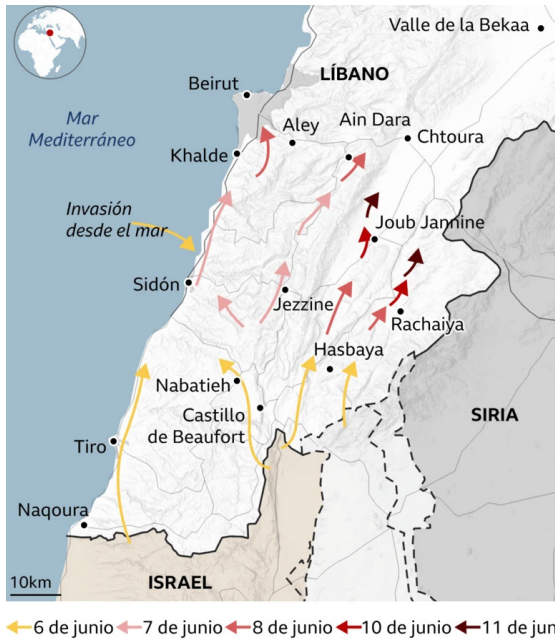 Valle de la Bekaa
LÍBANO
Beirut
Mar
Mediterráneo
Aley
Ain Dara
Chtoura
Khalde
Invasión
desde el mar
Joub Jannine
Sidón
Jezzine
Rachaiya
Hasbaya
Nabatieh
Castillo
de Beaufort
SIRIA
Tiro
Naqoura
10km
ISRAEL
6 de junio 7 de junio 8 de junio 10 de junio 11 de jun